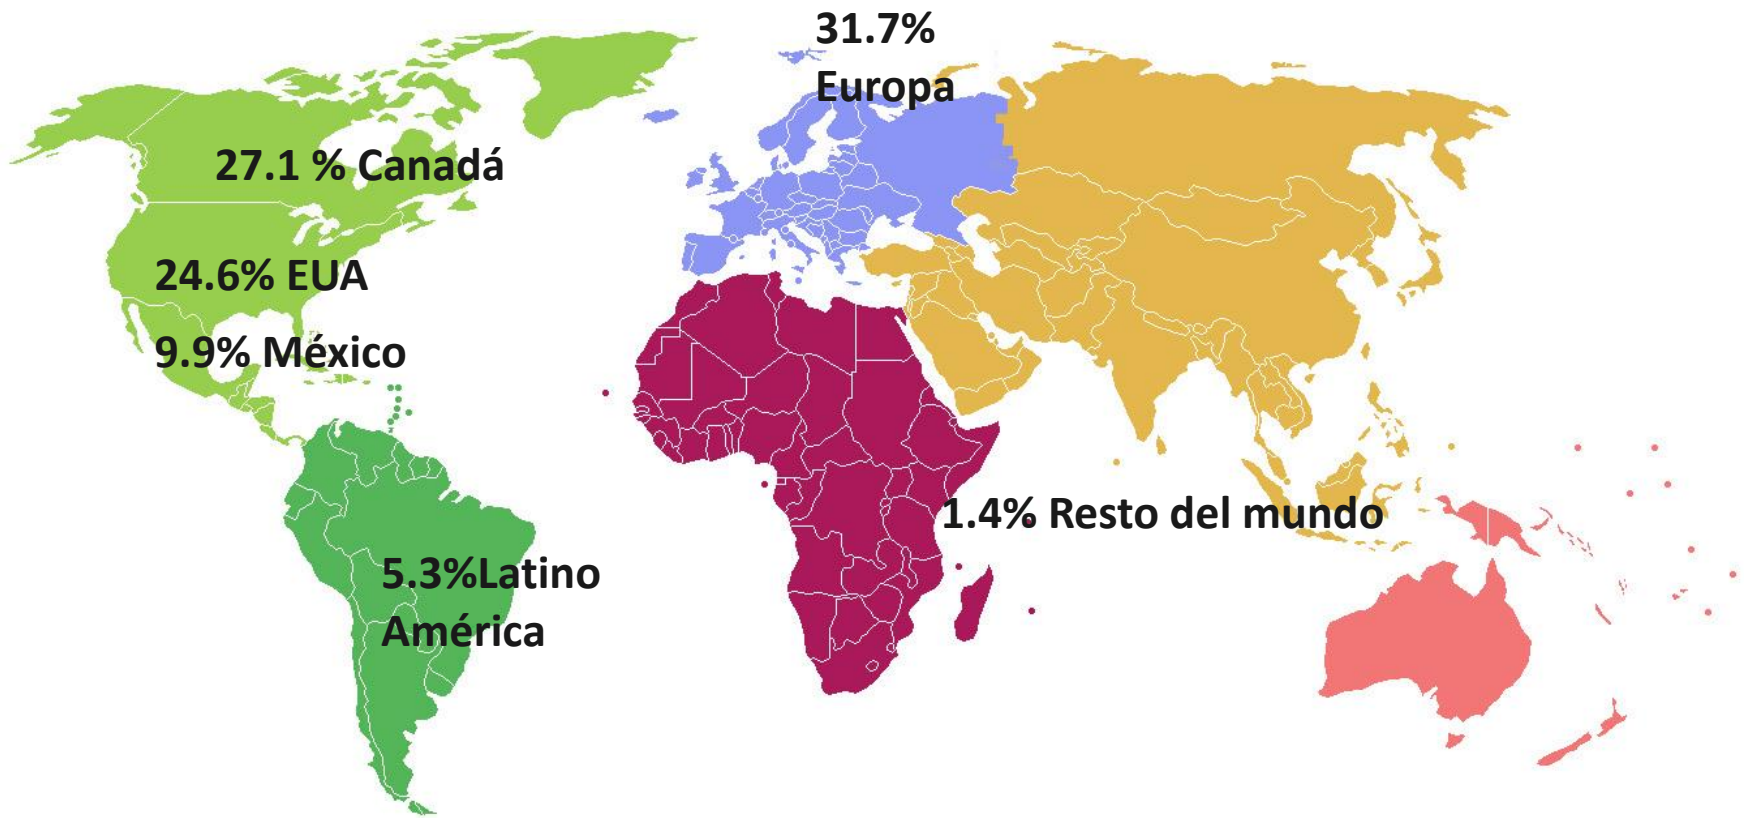 31.7%
Europa
27.1 % Canadá
24.6% EUA
9.9% México
1.4% Resto del mundo
5.3%Latino
América